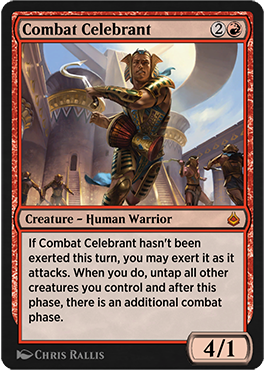 Combat Celebrant 2
Creature – Human Warrior
If Combat Celebrant hasn't been
exerted this turn, you may exert it as it
attacks. When you do, untap all other
creatures you control and after this
phase, there is an additional combat
phase.
Chris Rallis
4/1